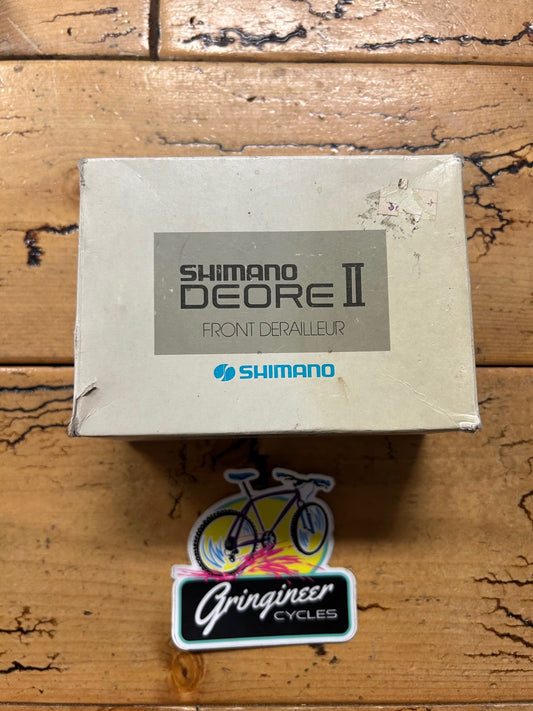 SHIMANO
DEORE II
FRONT DERAILLEUR
SHIMANO
Gringineer
CYCLES